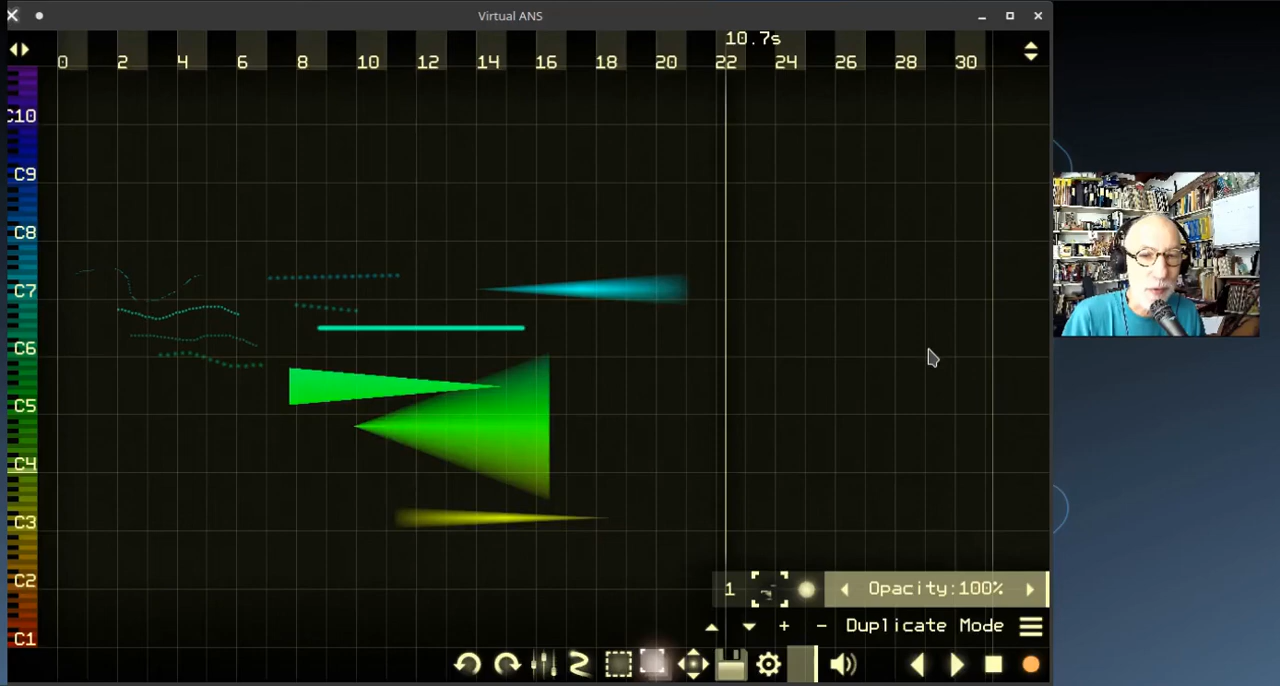 Virtual ANS
10.7s
0 2 4 6 8 10 12 14 16 18 20 22 24 26 28 30
C10
C9
C8
C7
C6
C5
C4
C3
C2
C1
1 Opacity:100%
+ − Duplicate Mode